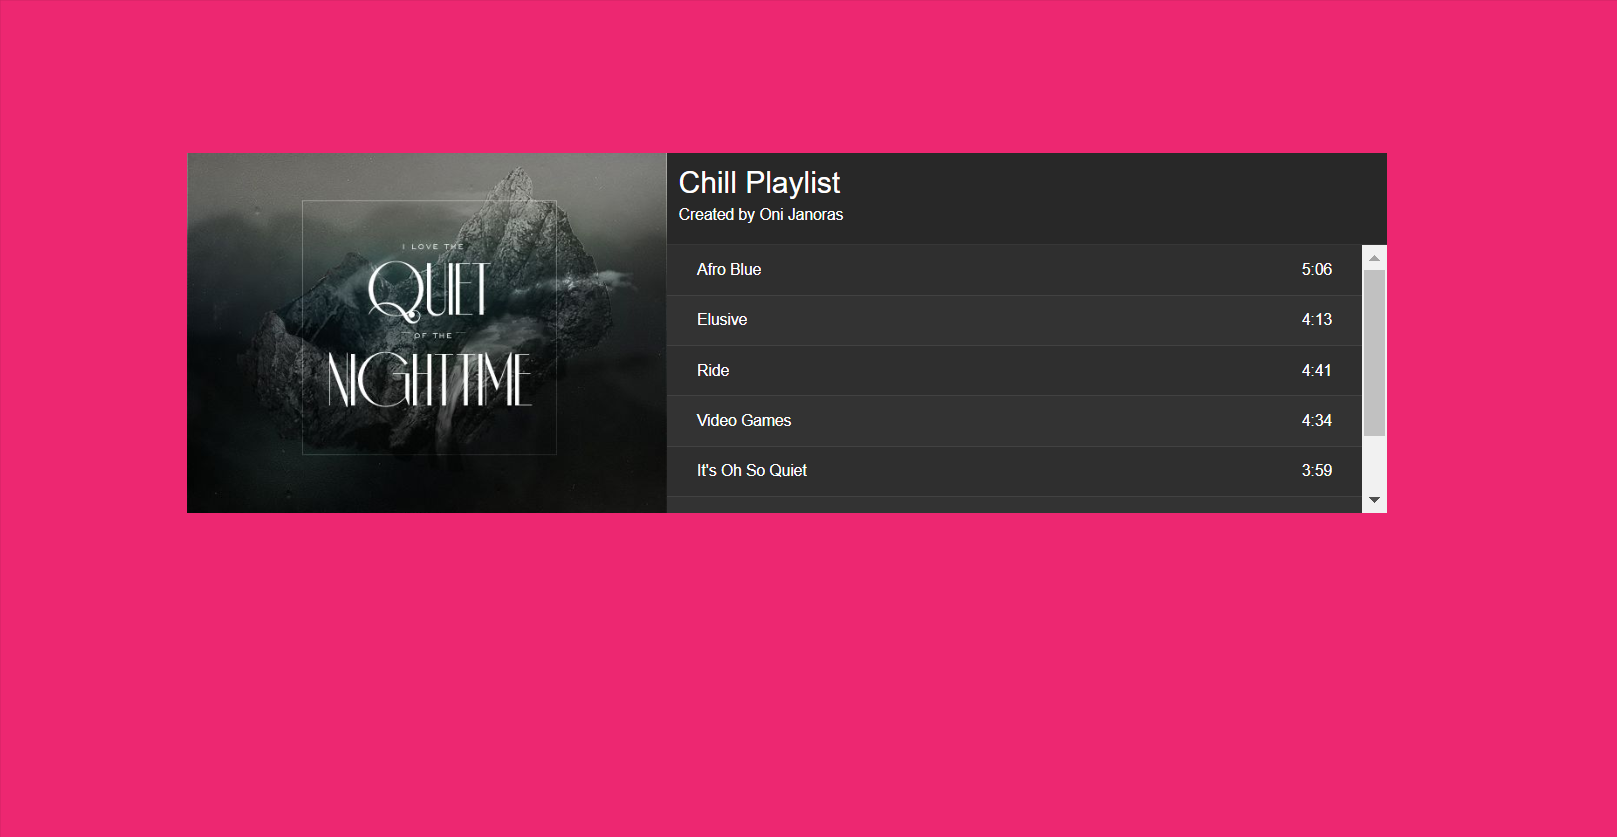 I LOVE THE
QUIET
OF THE
NIGHTTIME
Chill Playlist
Created by Oni Janoras
Afro Blue 5:06
Elusive 4:13
Ride 4:41
Video Games 4:34
It's Oh So Quiet 3:59